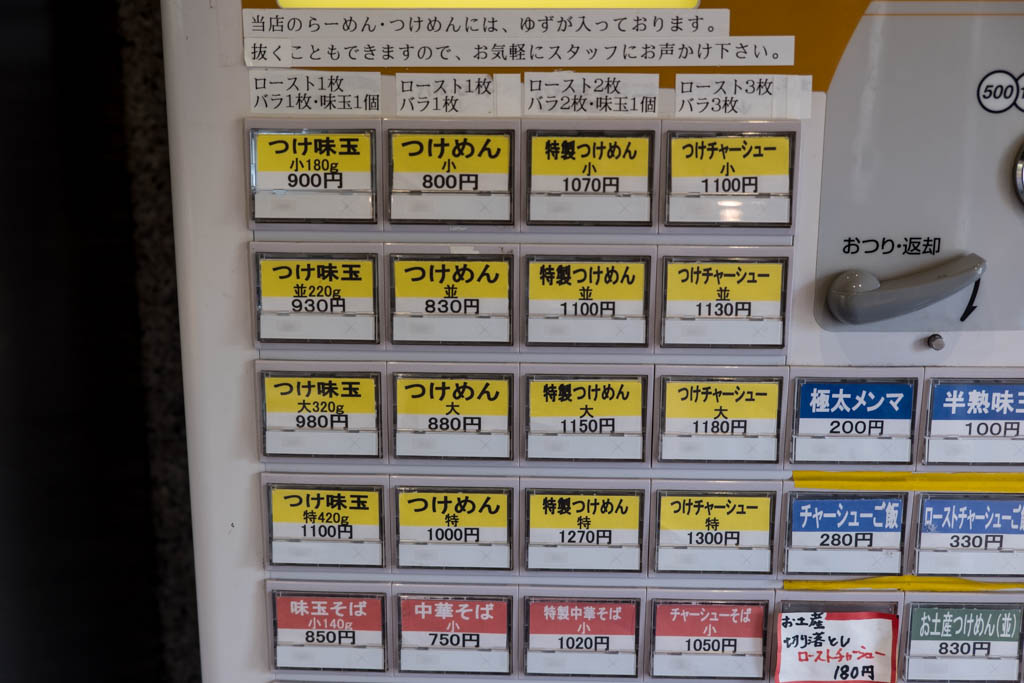 当店のらーめん・つけめんには、ゆずが入っております。
抜くこともできますので、お気軽にスタッフにお声かけ下さい。
ロースト1枚
バラ1枚・味玉1個
ロースト1枚
バラ1枚
ロースト2枚
バラ2枚・味玉1個
ロースト3枚
バラ3枚
500
つけ味玉
小180g
900円
つけめん
小
800円
特製つけめん
小
1070円
つけチャーシュー
小
1100円
おつり・返却
つけ味玉
並220g
930円
つけめん
並
830円
特製つけめん
並
1100円
つけチャーシュー
並
1130円
つけ味玉
大320g
980円
つけめん
大
880円
特製つけめん
大
1150円
つけチャーシュー
大
1180円
極太メンマ
200円
半熟味玉
100円
つけ味玉
特420g
1100円
つけめん
特
1000円
特製つけめん
特
1270円
つけチャーシュー
特
1300円
チャーシューご飯
280円
ローストチャーシューご
330円
味玉そば
小140g
850円
中華そば
小
750円
特製中華そば
小
1020円
チャーシューそば
小
1050円
お土産
切り落とし
ローストチャーシュー
180円
お土産つけめん(並)
830円